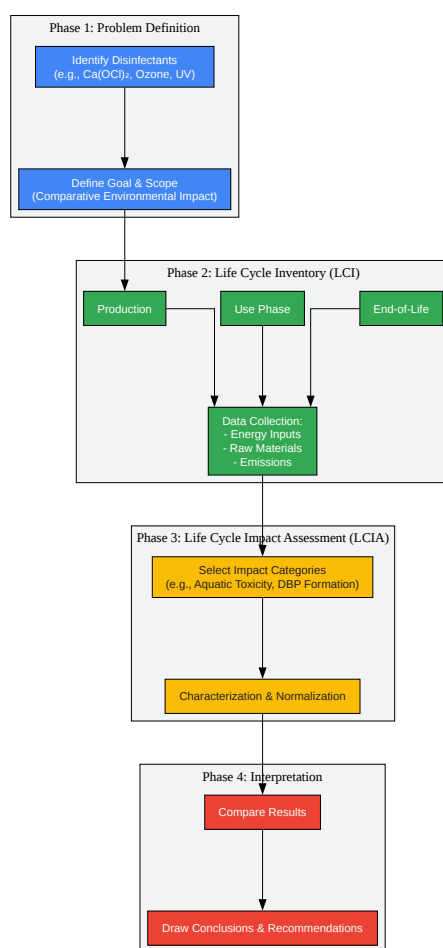 Phase 1: Problem Definition
Identify Disinfectants
(e.g., Ca(OCl)₂, Ozone, UV)
Define Goal & Scope
(Comparative Environmental Impact)
Phase 2: Life Cycle Inventory (LCI)
Production
Use Phase
End-of-Life
Data Collection:
- Energy Inputs
- Raw Materials
- Emissions
Phase 3: Life Cycle Impact Assessment (LCIA)
Select Impact Categories
(e.g., Aquatic Toxicity, DBP Formation)
Characterization & Normalization
Phase 4: Interpretation
Compare Results
Draw Conclusions & Recommendations